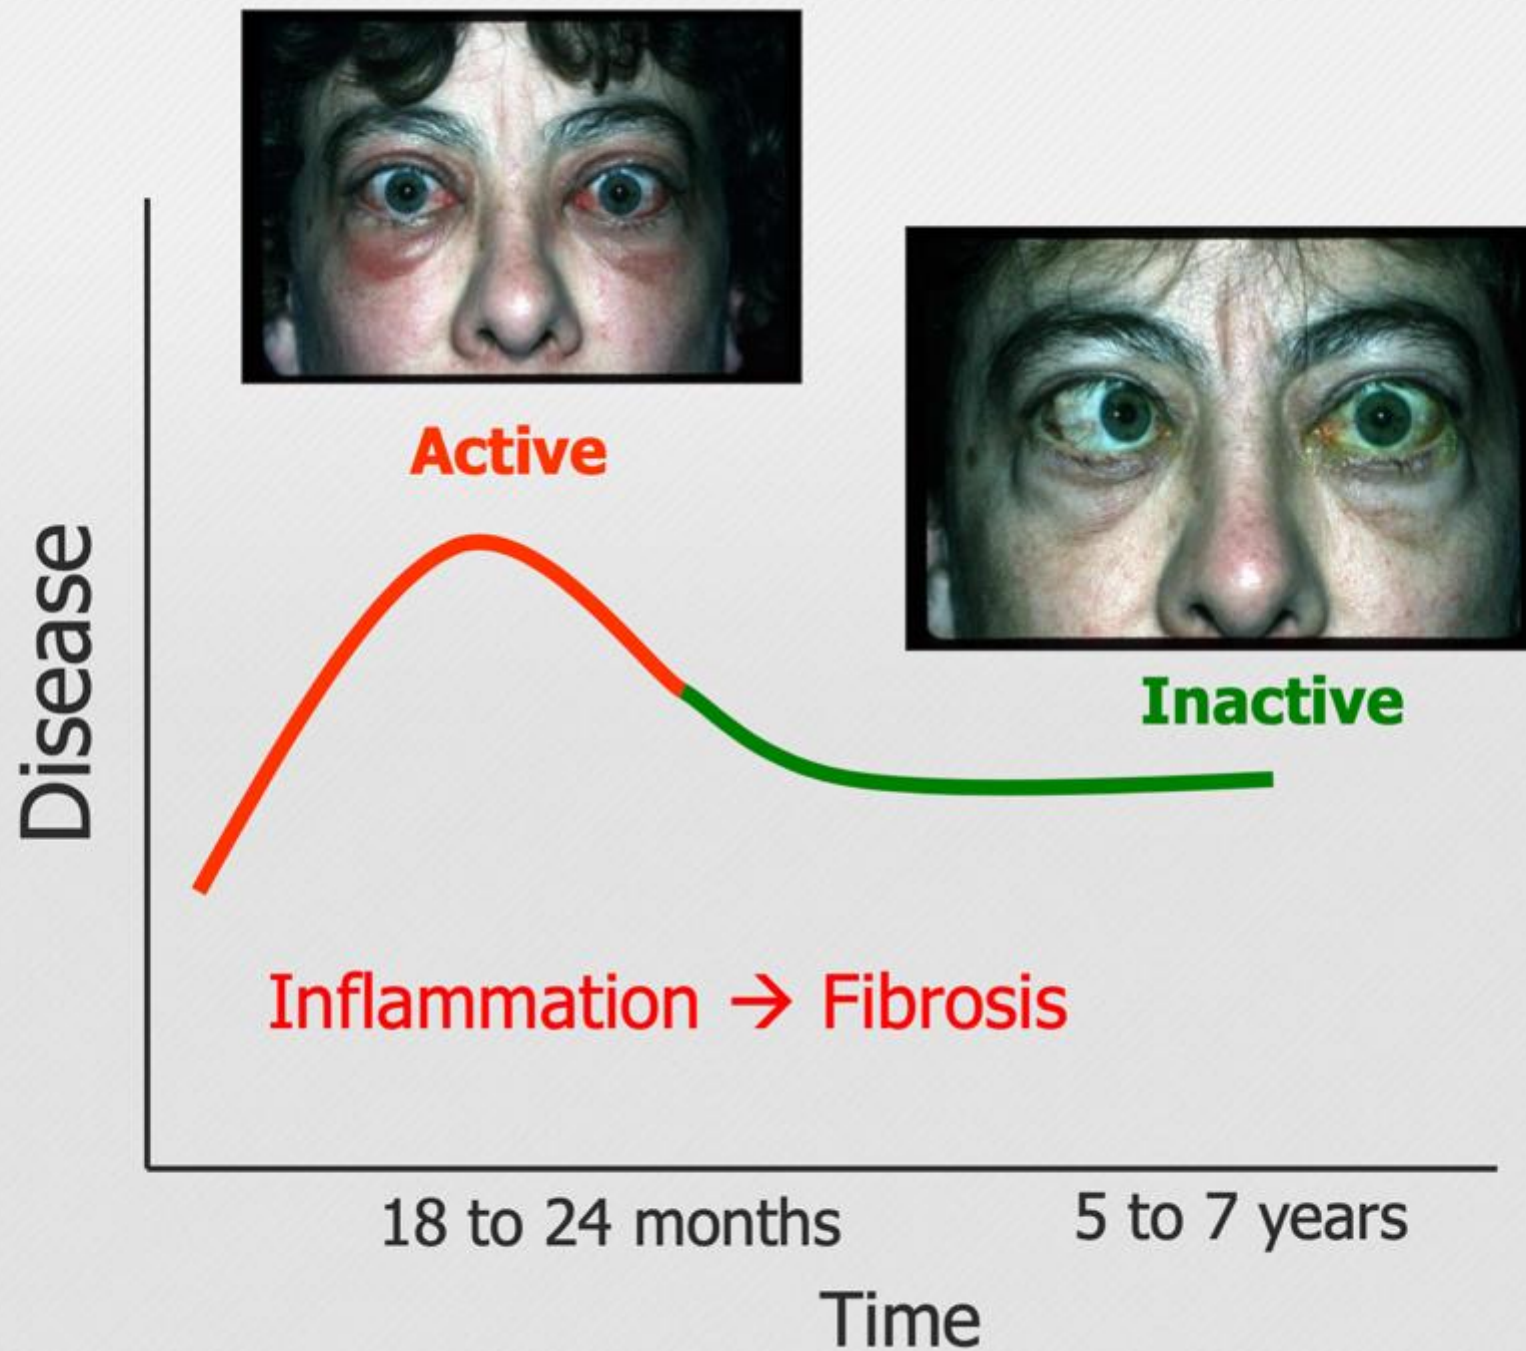 Active
Inactive
Disease
Inflammation → Fibrosis
18 to 24 months
5 to 7 years
Time